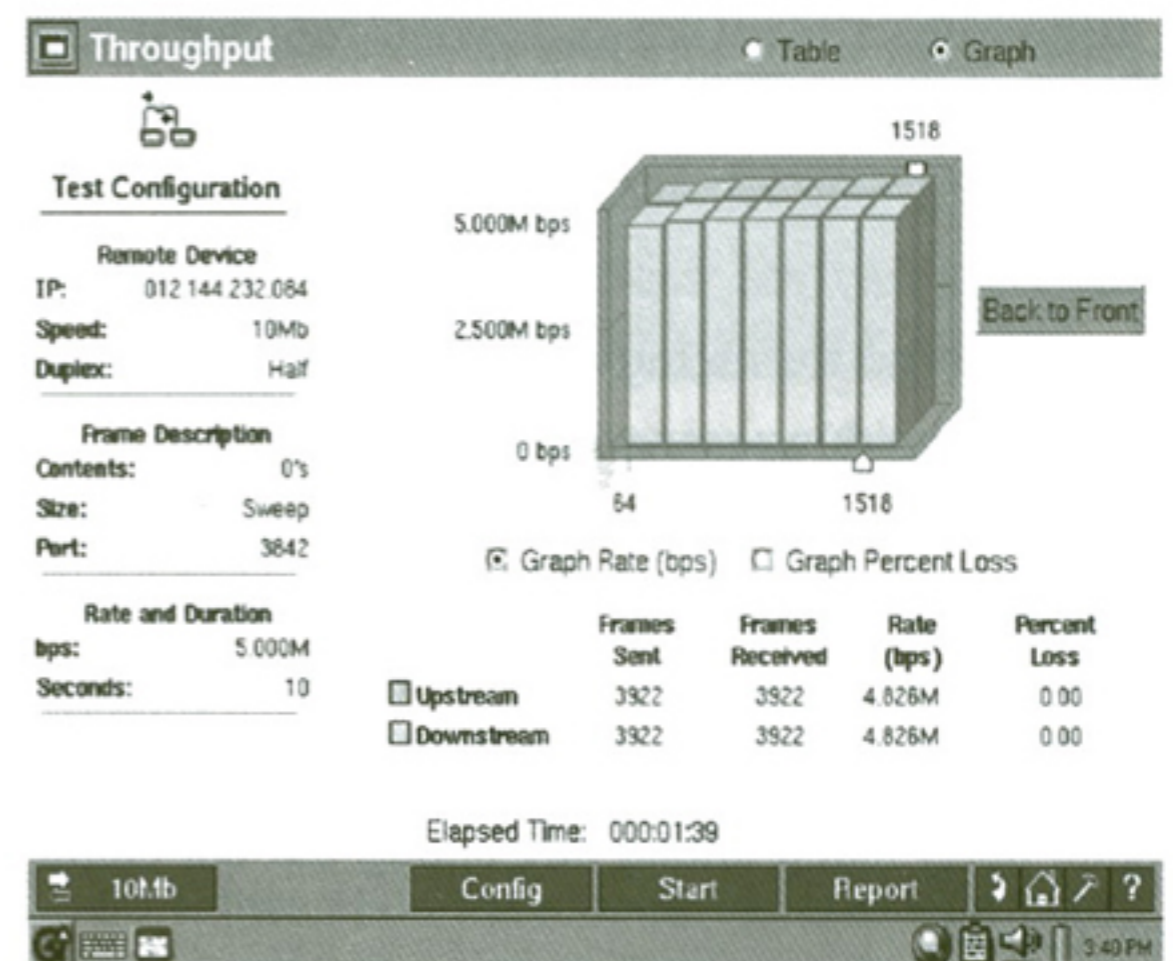 Throughput
Table
Graph
Test Configuration
Remote Device
IP: 012.144.232.084
Speed: 10Mb
Duplex: Half
Frame Description
Contents: 0's
Size: Sweep
Port: 3842
Rate and Duration
bps: 5.000M
Seconds: 10
1518
5.000M bps
2.500M bps
0 bps
64
1518
Back to Front
Graph Rate (bps)
Graph Percent Loss
Frames Sent
Frames Received
Rate (bps)
Percent Loss
Upstream 3922 3922 4.826M 0.00
Downstream 3922 3922 4.826M 0.00
Elapsed Time: 000:01:39
10Mb
Config
Start
Report
?
3:40 PM